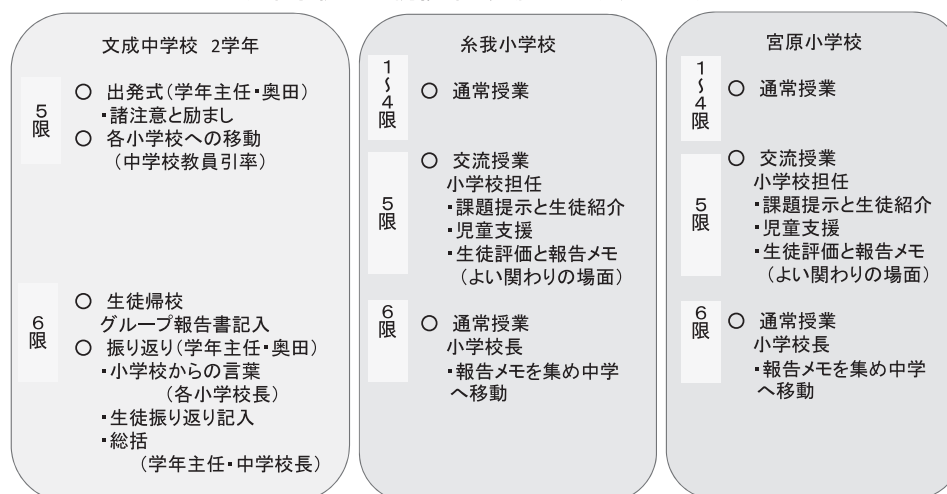 文成中学校 2学年
5限
○ 出発式(学年主任・奥田)
・諸注意と励まし
○ 各小学校への移動
(中学校教員引率)
6限
○ 生徒帰校
グループ報告書記入
○ 振り返り(学年主任・奥田)
・小学校からの言葉
(各小学校長)
・生徒振り返り記入
・総括
(学年主任・中学校長)
糸我小学校
1~4限
○ 通常授業
5限
○ 交流授業
小学校担任
・課題提示と生徒紹介
・児童支援
・生徒評価と報告メモ
(よい関わりの場面)
6限
○ 通常授業
小学校長
・報告メモを集め中学
へ移動
宮原小学校
1~4限
○ 通常授業
5限
○ 交流授業
小学校担任
・課題提示と生徒紹介
・児童支援
・生徒評価と報告メモ
(よい関わりの場面)
6限
○ 通常授業
小学校長
・報告メモを集め中学
へ移動